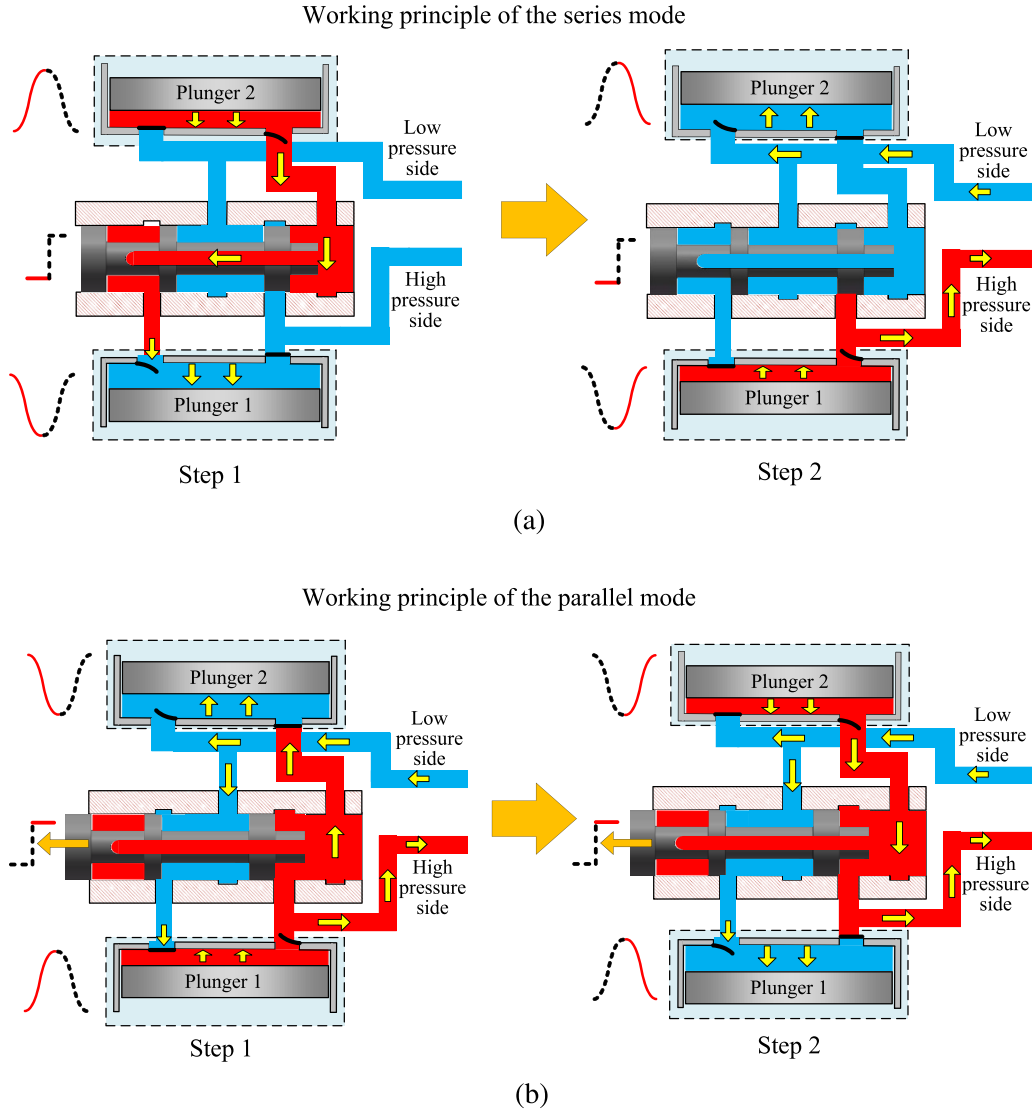 Working principle of the series mode
Plunger 2
Low
pressure
side
High
pressure
side
Plunger 1
Step 1
Plunger 2
Low
pressure
side
High
pressure
side
Plunger 1
Step 2
(a)
Working principle of the parallel mode
Plunger 2
Low
pressure
side
High
pressure
side
Plunger 1
Step 1
Plunger 2
Low
pressure
side
High
pressure
side
Plunger 1
Step 2
(b)